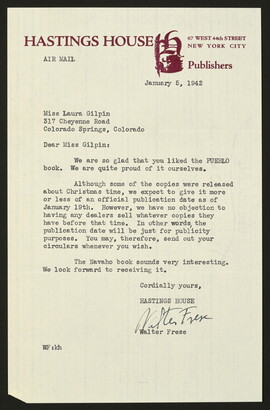 HASTINGS HOUSE
67 WEST 44th STREET
NEW YORK CITY
Publishers
AIR MAIL
January 5, 1942
Miss Laura Gilpin
317 Cheyenne Road
Colorado Springs, Colorado
Dear Miss Gilpin:
We are so glad that you liked the PUEBLO
book. We are quite proud of it ourselves.
Although some of the copies were released
about Christmas time, we expect to give it more
or less of an official publication date as of
January 19th. However, we have no objection to
having any dealers sell whatever copies they
have before that time. In other words, the
publication date will be just for publicity
purposes. You may, therefore, send out your
circulars whenever you wish.
The Navaho book sounds very interesting.
We look forward to receiving it.
Cordially yours,
HASTINGS HOUSE
Walter Frese
Walter Frese
WF:kh